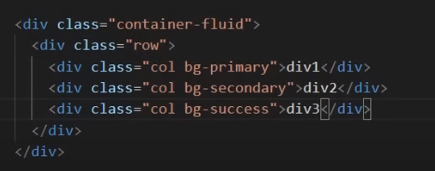 <div class="container-fluid">
<div class="row">
<div class="col bg-primary">div1</div>
<div class="col bg-secondary">div2</div>
<div class="col bg-success">div3</div>
</div>
</div>